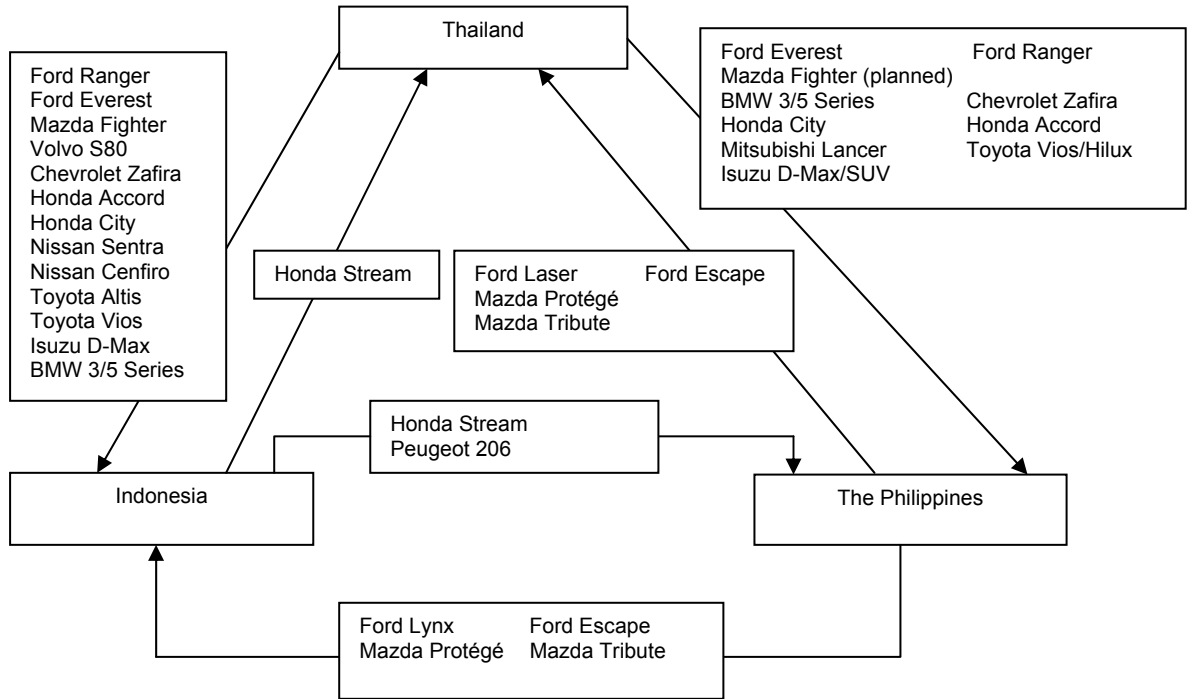 Thailand
Ford Ranger
Ford Everest
Mazda Fighter
Volvo S80
Chevrolet Zafira
Honda Accord
Honda City
Nissan Sentra
Nissan Cenfiro
Toyota Altis
Toyota Vios
Isuzu D-Max
BMW 3/5 Series
Ford Everest Ford Ranger
Mazda Fighter (planned)
BMW 3/5 Series Chevrolet Zafira
Honda City Honda Accord
Mitsubishi Lancer Toyota Vios/Hilux
Isuzu D-Max/SUV
Honda Stream
Ford Laser Ford Escape
Mazda Protégé
Mazda Tribute
Honda Stream
Peugeot 206
Indonesia
The Philippines
Ford Lynx Ford Escape
Mazda Protégé Mazda Tribute